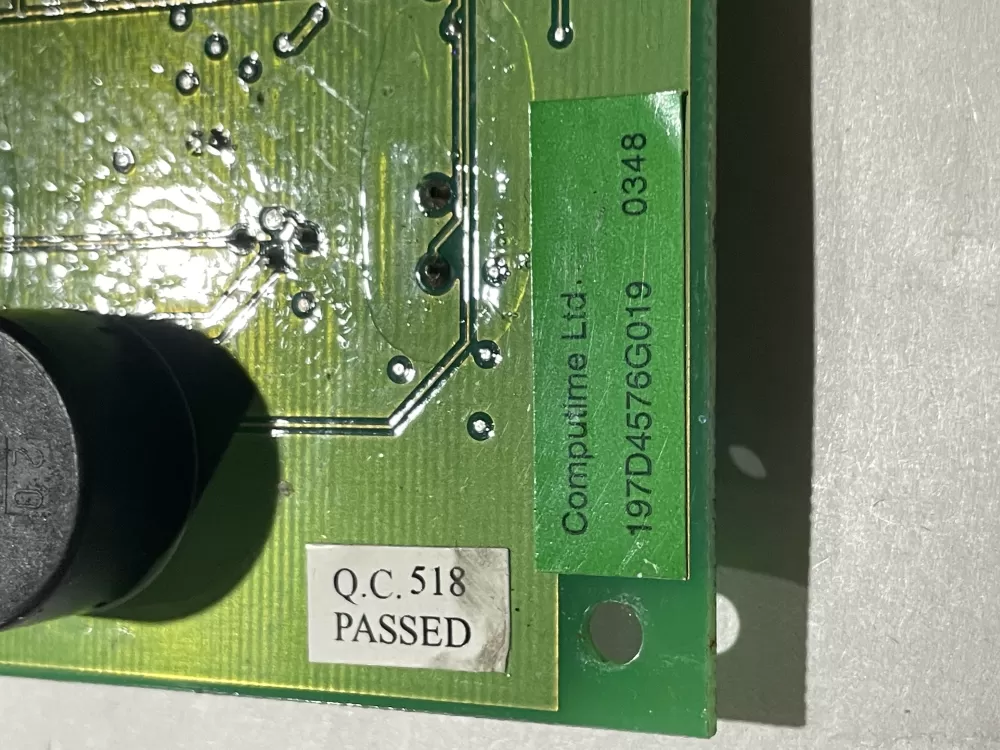 Computime Ltd.
197D4576G019 0348
Q.C. 518
PASSED